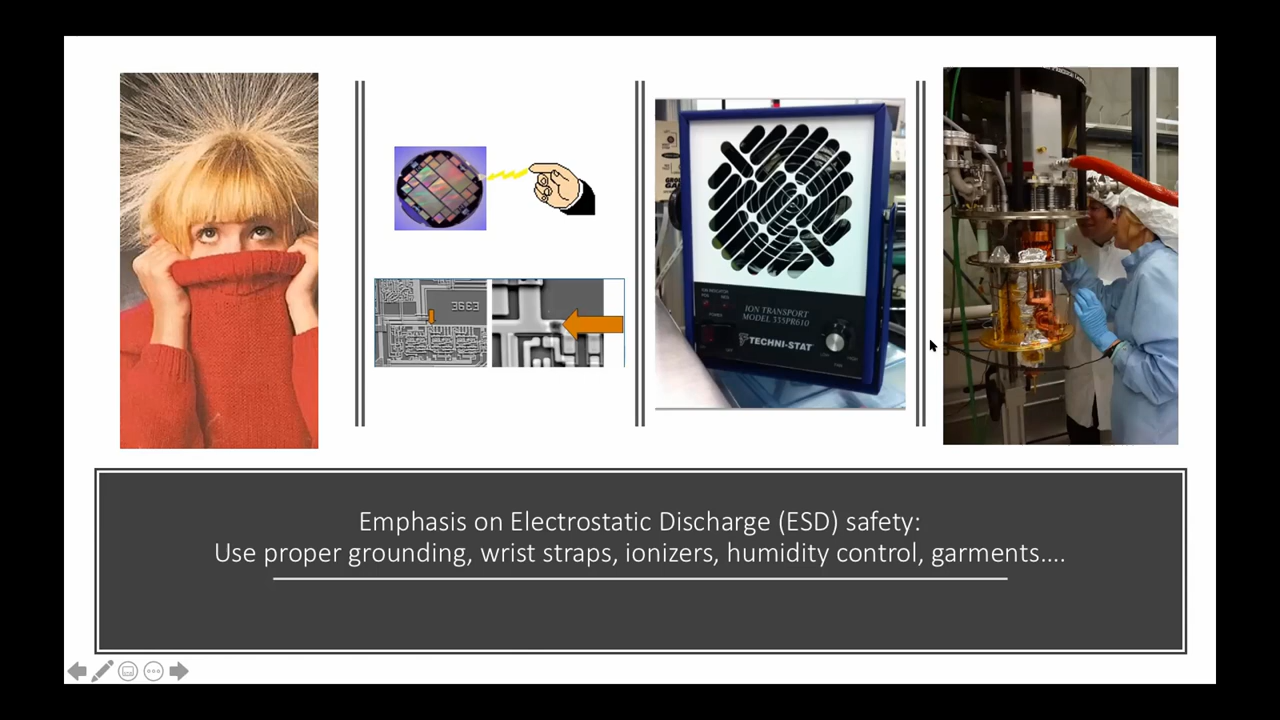 3663
ION TRANSPORT
MODEL 355PR610
TECHNI-STAT
Emphasis on Electrostatic Discharge (ESD) safety:
Use proper grounding, wrist straps, ionizers, humidity control, garments....